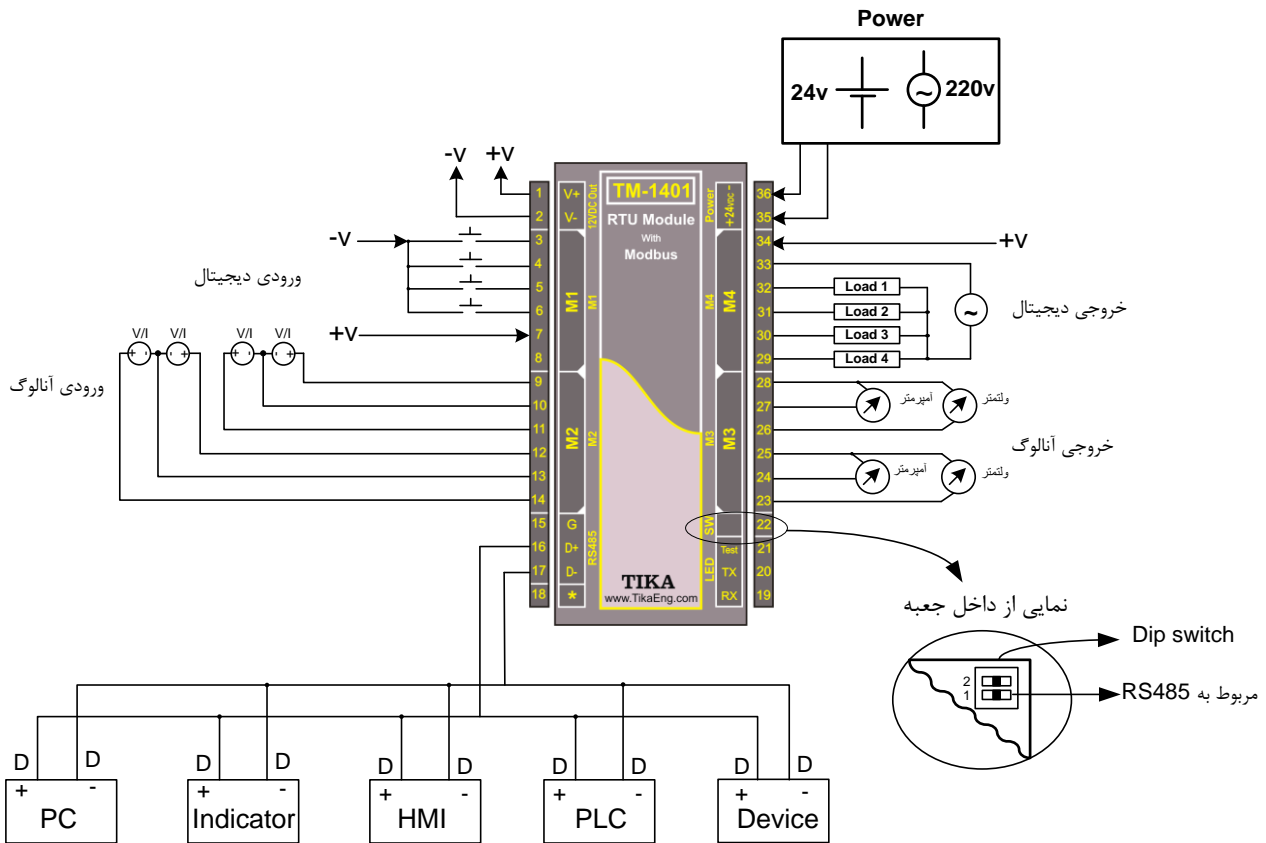 Power
24v
220v
-V
+V
TM-1401
RTU Module
With
Modbus
12VDC Out
V+
V-
Power
+24VDC -
1
2
3
4
5
6
7
8
9
10
11
12
13
14
15
16
17
18
36
35
34
33
32
31
30
29
28
27
26
25
24
23
22
21
20
19
M1
M1
M2
M2
M4
M4
M3
M3
RS485
G
D+
D-
*
SW
LED
Test
TX
RX
TIKA
www.TikaEng.com
-V
ورودی دیجیتال
+V
V/I
V/I
V/I
V/I
+ -
- +
+ -
- +
ورودی آنالوگ
+V
Load 1
Load 2
Load 3
Load 4
خروجی دیجیتال
آمپرمتر
ولتمتر
خروجی آنالوگ
آمپرمتر
ولتمتر
نمایی از داخل جعبه
Dip switch
2
1
مربوط به RS485
D D
+ -
PC
D D
+ -
Indicator
D D
+ -
HMI
D D
+ -
PLC
D D
+ -
Device